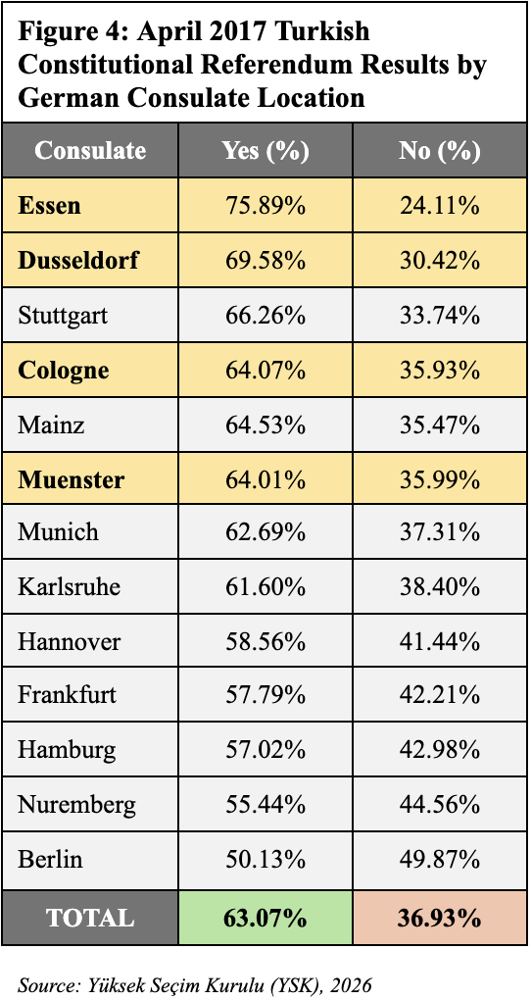 Figure 4: April 2017 Turkish
Constitutional Referendum Results by
German Consulate Location
Consulate Yes (%) No (%)
Essen 75.89% 24.11%
Dusseldorf 69.58% 30.42%
Stuttgart 66.26% 33.74%
Cologne 64.07% 35.93%
Mainz 64.53% 35.47%
Muenster 64.01% 35.99%
Munich 62.69% 37.31%
Karlsruhe 61.60% 38.40%
Hannover 58.56% 41.44%
Frankfurt 57.79% 42.21%
Hamburg 57.02% 42.98%
Nuremberg 55.44% 44.56%
Berlin 50.13% 49.87%
TOTAL 63.07% 36.93%
Source: Yüksek Seçim Kurulu (YSK), 2026